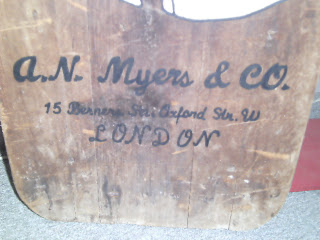 A.N. Myers & CO.
15 Berners Str. Oxford Str. W
LONDON